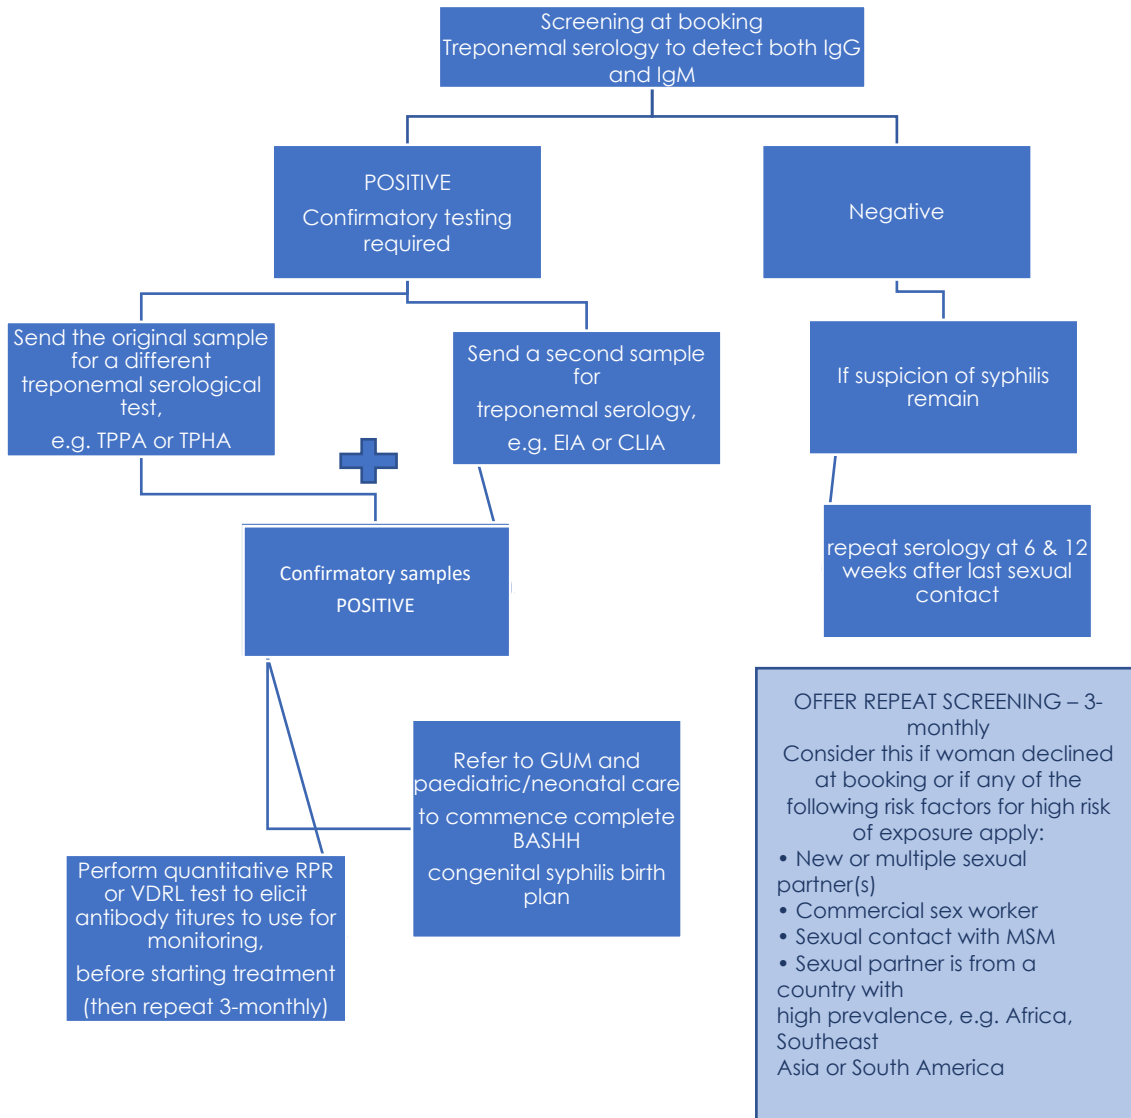 Screening at booking
Treponemal serology to detect both IgG
and IgM
POSITIVE
Confirmatory testing
required
Negative
Send the original sample
for a different
treponemal serological
test,
e.g. TPPA or TPHA
Send a second sample
for
treponemal serology,
e.g. EIA or CLIA
If suspicion of syphilis
remain
Confirmatory samples
POSITIVE
repeat serology at 6 & 12
weeks after last sexual
contact
Refer to GUM and
paediatric/neonatal care
to commence complete
BASHH
congenital syphilis birth
plan
Perform quantitative RPR
or VDRL test to elicit
antibody titures to use for
monitoring,
before starting treatment
(then repeat 3-monthly)
OFFER REPEAT SCREENING – 3-
monthly
Consider this if woman declined
at booking or if any of the
following risk factors for high risk
of exposure apply:
• New or multiple sexual
partner(s)
• Commercial sex worker
• Sexual contact with MSM
• Sexual partner is from a
country with
high prevalence, e.g. Africa,
Southeast
Asia or South America